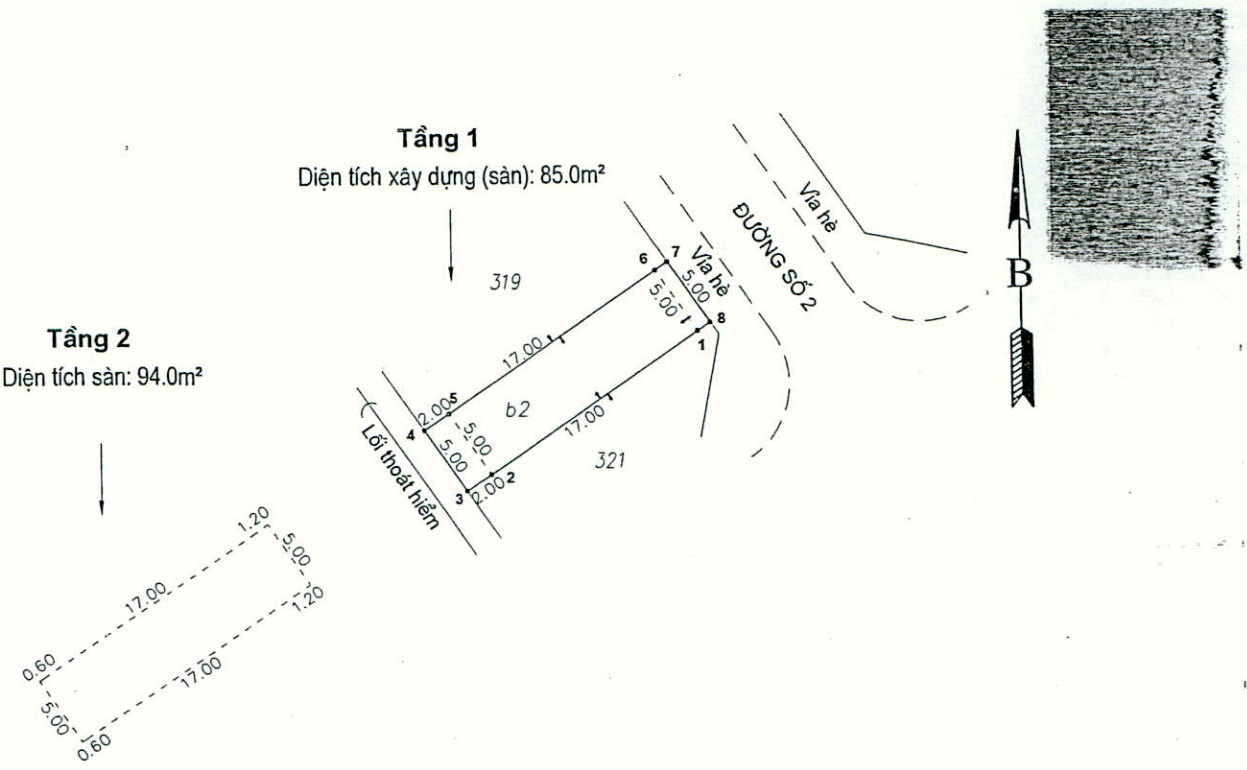 Tầng 1
Diện tích xây dựng (sàn): 85.0m²
319
Vỉa hè
ĐƯỜNG SỐ 2
Vỉa hè
B
6
7
5.00
5.00
8
1
17.00
b2
17.00
321
2.00
5
4
5.00
5.00
3
2.00
2
Lối thoát hiểm
Tầng 2
Diện tích sàn: 94.0m²
1.20
5.00
17.00
1.20
0.60
17.00
5.00
0.60